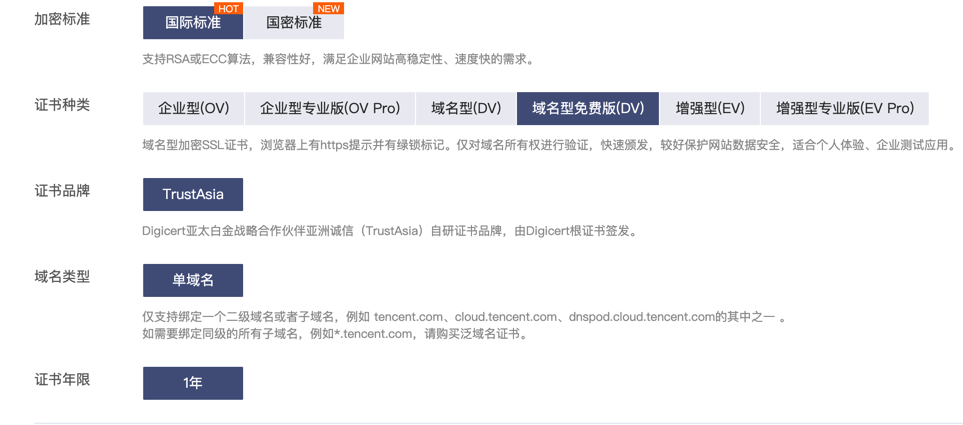 加密标准
国际标准 HOT 国密标准 NEW
支持RSA或ECC算法，兼容性好，满足企业网站高稳定性、速度快的需求。
证书种类
企业型(OV) 企业型专业版(OV Pro) 域名型(DV) 域名型免费版(DV) 增强型(EV) 增强型专业版(EV Pro)
域名型加密SSL证书，浏览器上有https提示并有绿锁标记。仅对域名所有权进行验证，快速颁发，较好保护网站数据安全，适合个人体验、企业测试应用。
证书品牌
TrustAsia
Digicert亚太白金战略合作伙伴亚洲诚信（TrustAsia）自研证书品牌，由Digicert根证书签发。
域名类型
单域名
仅支持绑定一个二级域名或者子域名，例如 tencent.com、cloud.tencent.com、dnspod.cloud.tencent.com的其中之一 。
如需要绑定同级的所有子域名，例如*.tencent.com，请购买泛域名证书。
证书年限
1年